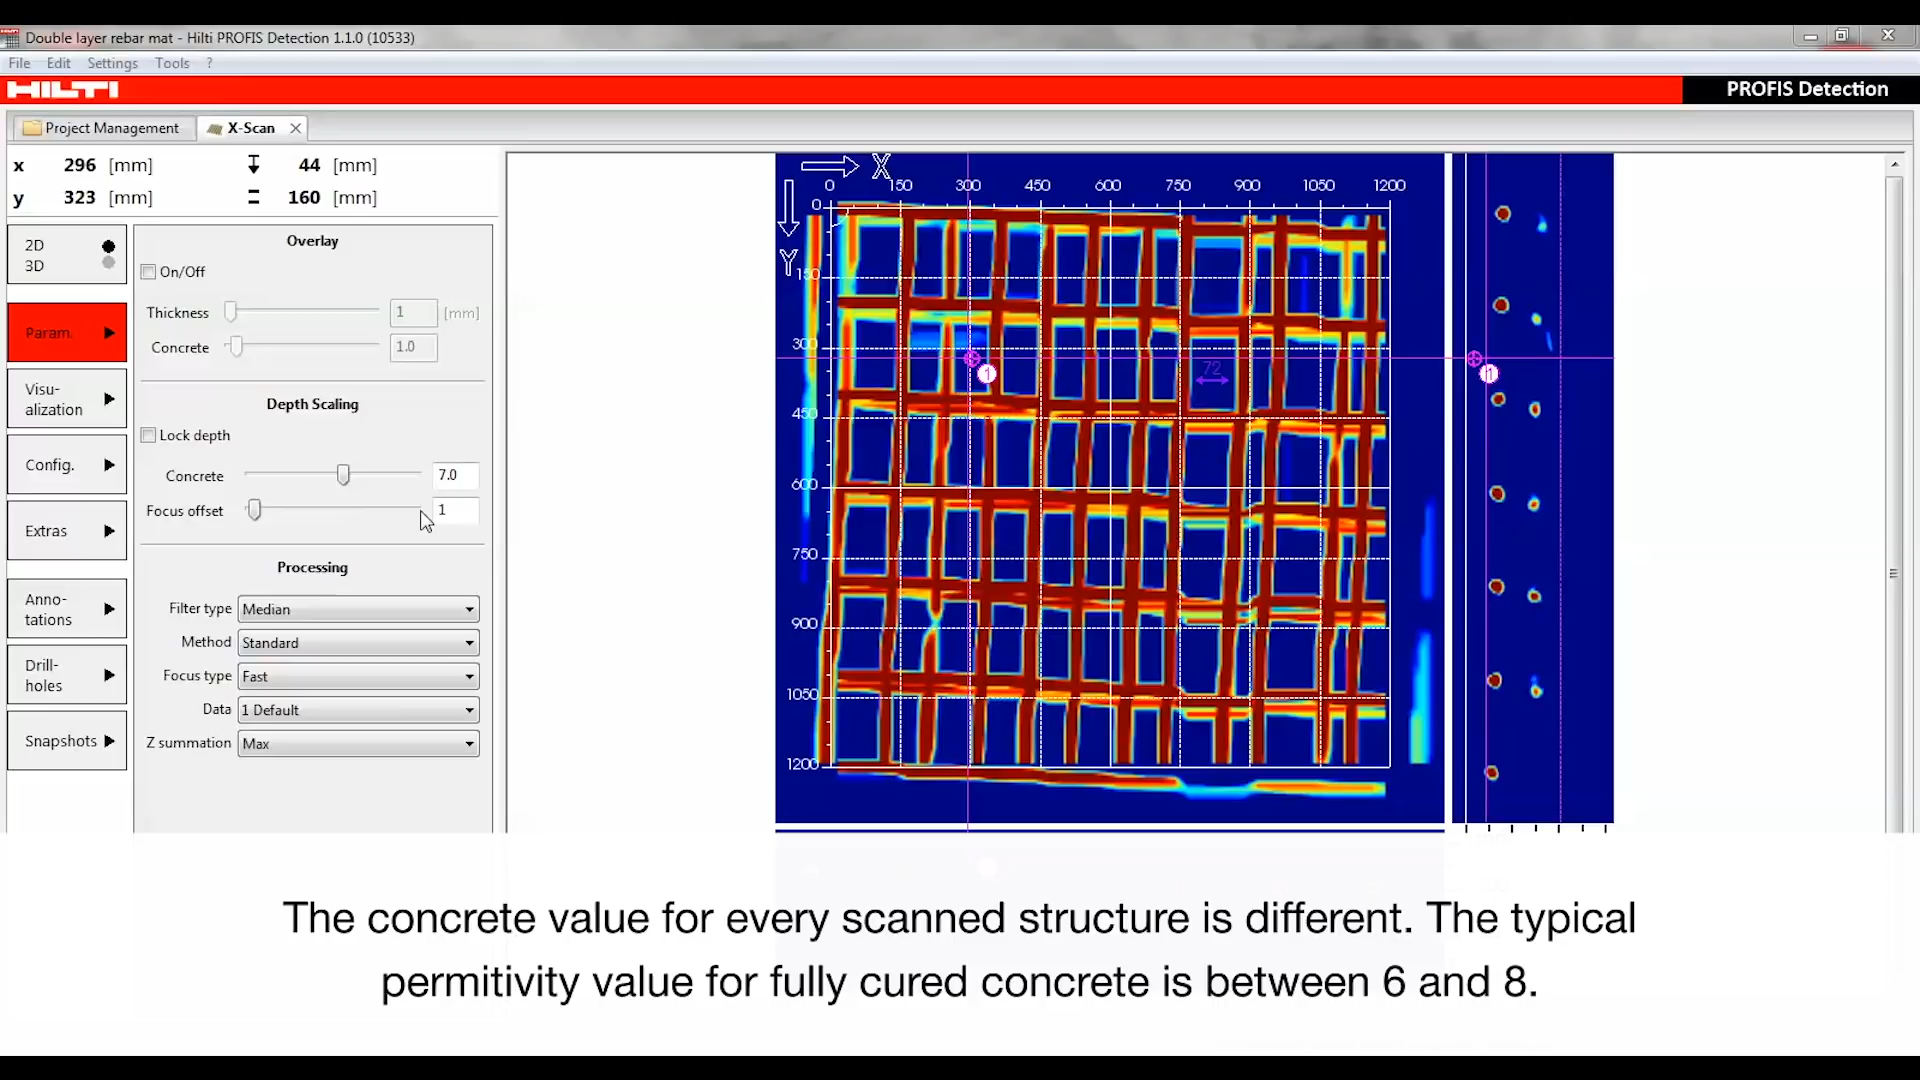 Double layer rebar mat - Hilti PROFIS Detection 1.1.0 (10533)
File Edit Settings Tools ?
HILTI
PROFIS Detection
Project Management
X-Scan
x 296 [mm] 44 [mm]
y 323 [mm] 160 [mm]
2D
3D
Param.
Visu-
alization
Config.
Extras
Anno-
tations
Drill-
holes
Snapshots
Overlay
On/Off
Thickness 1 [mm]
Concrete 1.0
Depth Scaling
Lock depth
Concrete 7.0
Focus offset 1
Processing
Filter type Median
Method Standard
Focus type Fast
Data 1 Default
Z summation Max
X
0 150 300 450 600 750 900 1050 1200
Y
0
150
300
450
600
750
900
1050
1200
72
1
1
The concrete value for every scanned structure is different. The typical
permitivity value for fully cured concrete is between 6 and 8.